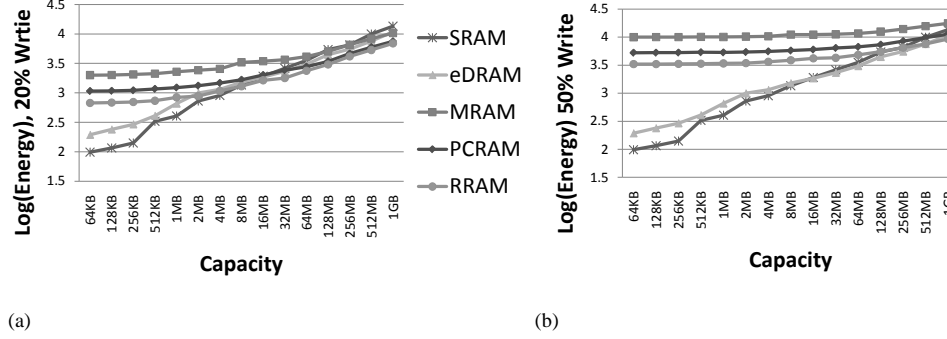 Log(Energy), 20% Wrtie
4.5
4
3.5
3
2.5
2
1.5
64KB
128KB
256KB
512KB
1MB
2MB
4MB
8MB
16MB
32MB
64MB
128MB
256MB
512MB
1GB
Capacity
SRAM
eDRAM
MRAM
PCRAM
RRAM
Log(Energy) 50% Write
4.5
4
3.5
3
2.5
2
1.5
64KB
128KB
256KB
512KB
1MB
2MB
4MB
8MB
16MB
32MB
64MB
128MB
256MB
512MB
1GB
Capacity
(a)
(b)